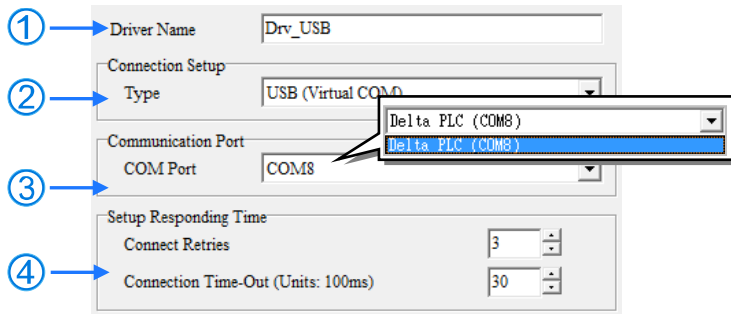 ① Driver Name Drv_USB
Connection Setup
② Type USB (Virtual COM)
Delta PLC (COM8)
Delta PLC (COM8)
Communication Port
COM Port COM8
③
Setup Responding Time
Connect Retries 3
④ Connection Time-Out (Units: 100ms) 30